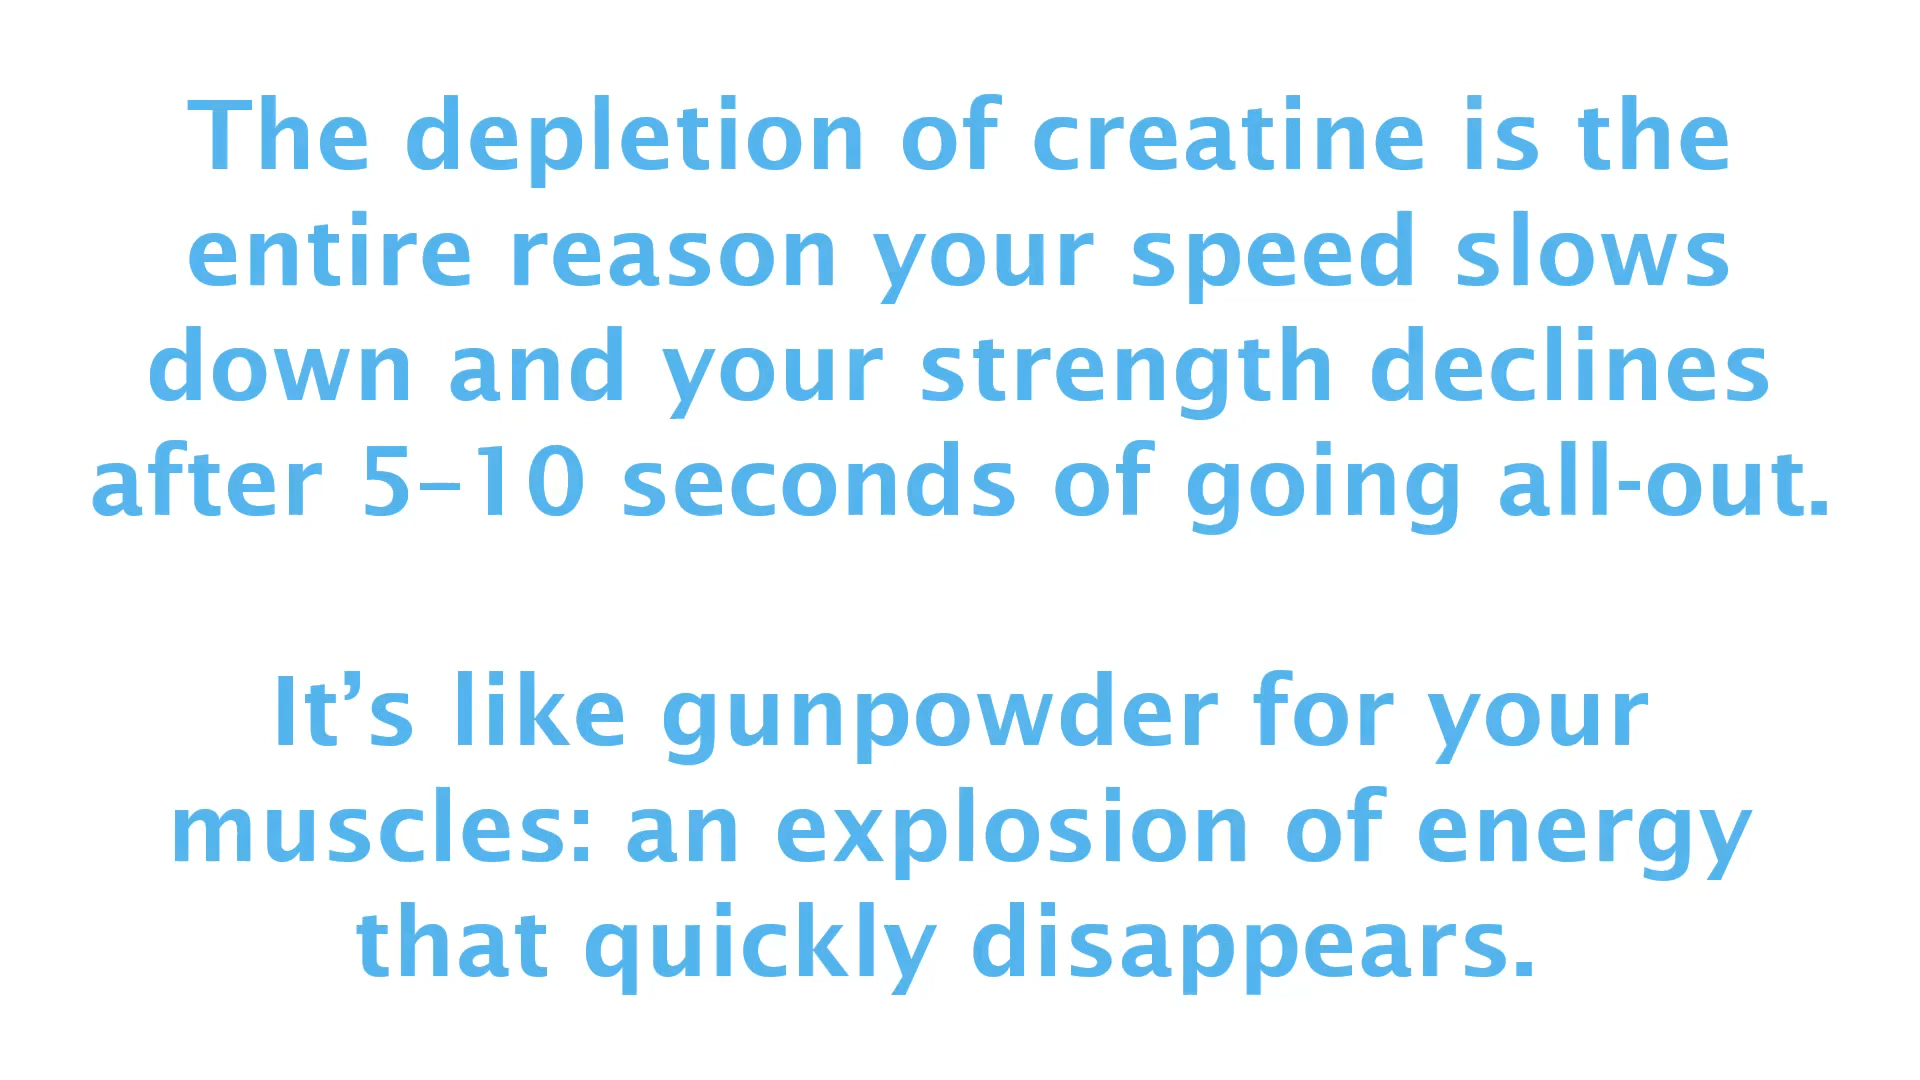 The depletion of creatine is the
entire reason your speed slows
down and your strength declines
after 5–10 seconds of going all-out.
It’s like gunpowder for your
muscles: an explosion of energy
that quickly disappears.